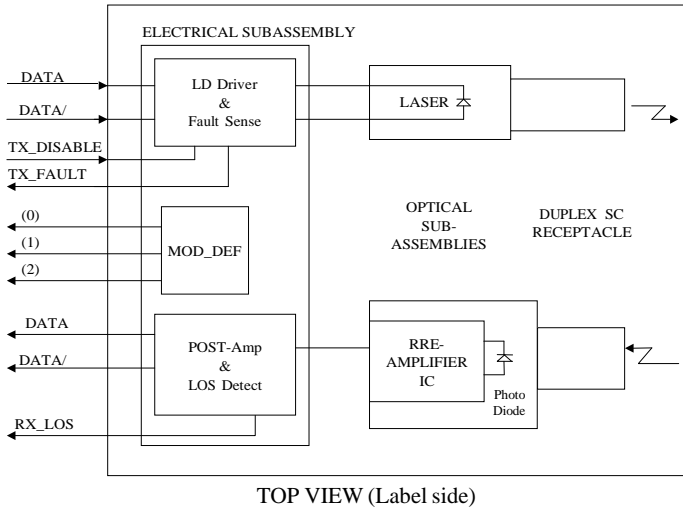 ELECTRICAL SUBASSEMBLY
DATA
DATA/
TX_DISABLE
TX_FAULT
LD Driver
&
Fault Sense
LASER
(0)
(1)
(2)
MOD_DEF
OPTICAL
SUB-
ASSEMBLIES
DUPLEX SC
RECEPTACLE
DATA
DATA/
RX_LOS
POST-Amp
&
LOS Detect
RRE-
AMPLIFIER
IC
Photo
Diode
TOP VIEW (Label side)